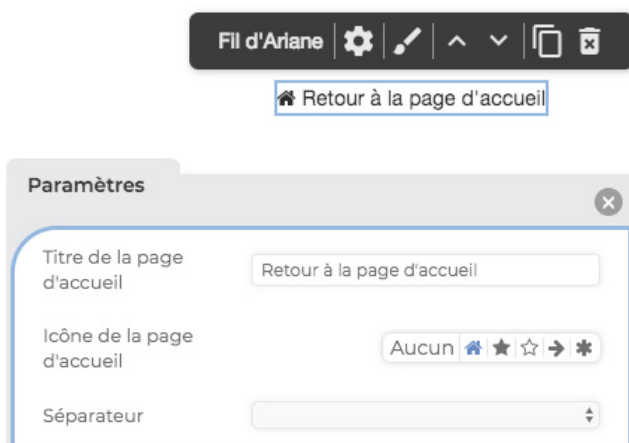 Fil d'Ariane
Retour à la page d'accueil
Paramètres
Titre de la page
d'accueil
Retour à la page d'accueil
Icône de la page
d'accueil
Aucun
Séparateur